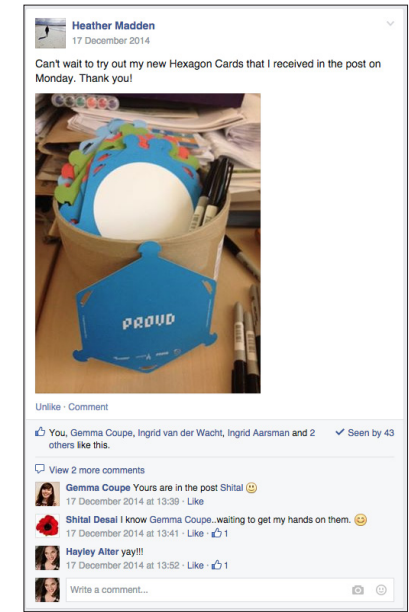 Heather Madden
17 December 2014
Can't wait to try out my new Hexagon Cards that I received in the post on
Monday. Thank you!
PROUD
Unlike · Comment
You, Gemma Coupe, Ingrid van der Wacht, Ingrid Aarsman and 2
others like this.
Seen by 43
View 2 more comments
Gemma Coupe Yours are in the post Shital
17 December 2014 at 13:39 · Like
Shital Desai I know Gemma Coupe..waiting to get my hands on them.
17 December 2014 at 13:41 · Like · 1
Hayley Alter yay!!!
17 December 2014 at 13:52 · Like · 1
Write a comment...